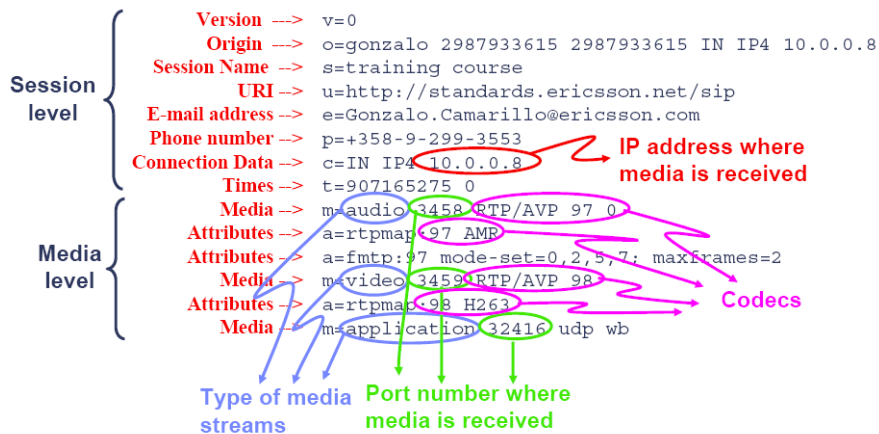 Version ---> v=0
Origin ---> o=gonzalo 2987933615 2987933615 IN IP4 10.0.0.8
Session Name --> s=training course
URI ---> u=http://standards.ericsson.net/sip
E-mail address --> e=Gonzalo.Camarillo@ericsson.com
Phone number --> p=+358-9-299-3553
Connection Data --> c=IN IP4 10.0.0.8
Times --> t=907165275 0
Media --> m=audio 3458 RTP/AVP 97 0
Attributes ---> a=rtpmap:97 AMR
Attributes ---> a=fmtp:97 mode-set=0,2,5,7; maxframes=2
Media ---> m=video 3459 RTP/AVP 98
Attributes ---> a=rtpmap:98 H263
Media --> m=application 32416 udp wb
Session
level
Media
level
IP address where
media is received
Codecs
Type of media
streams
Port number where
media is received